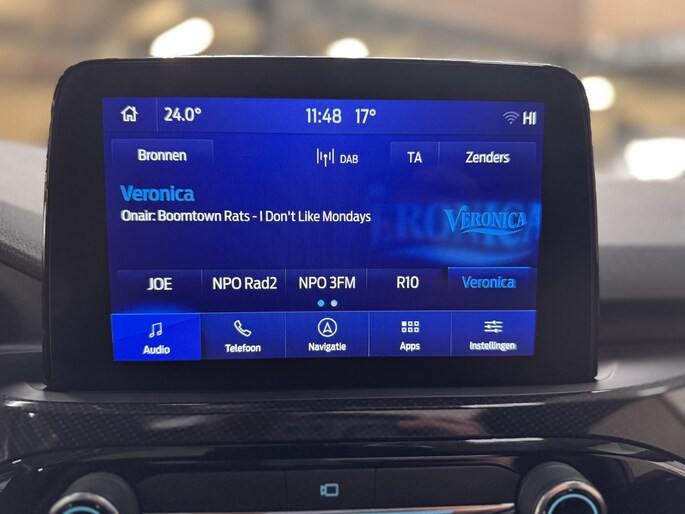 24.0° 11:48 17° HI
Bronnen DAB TA Zenders
Veronica
Onair: Boomtown Rats - I Don't Like Mondays
VERONICA
JOE NPO Rad2 NPO 3FM R10 Veronica
Audio Telefoon Navigatie Apps Instellingen